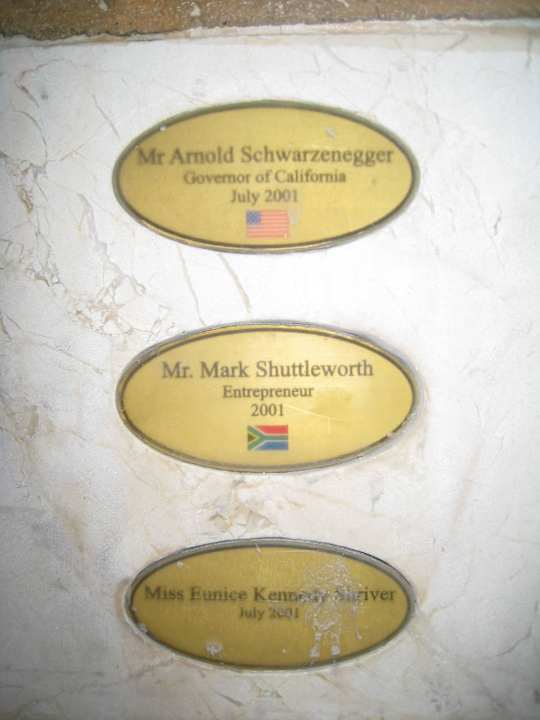 Mr Arnold Schwarzenegger
Governor of California
July 2001
Mr. Mark Shuttleworth
Entrepreneur
2001
Miss Eunice Kennedy Shriver
July 2001